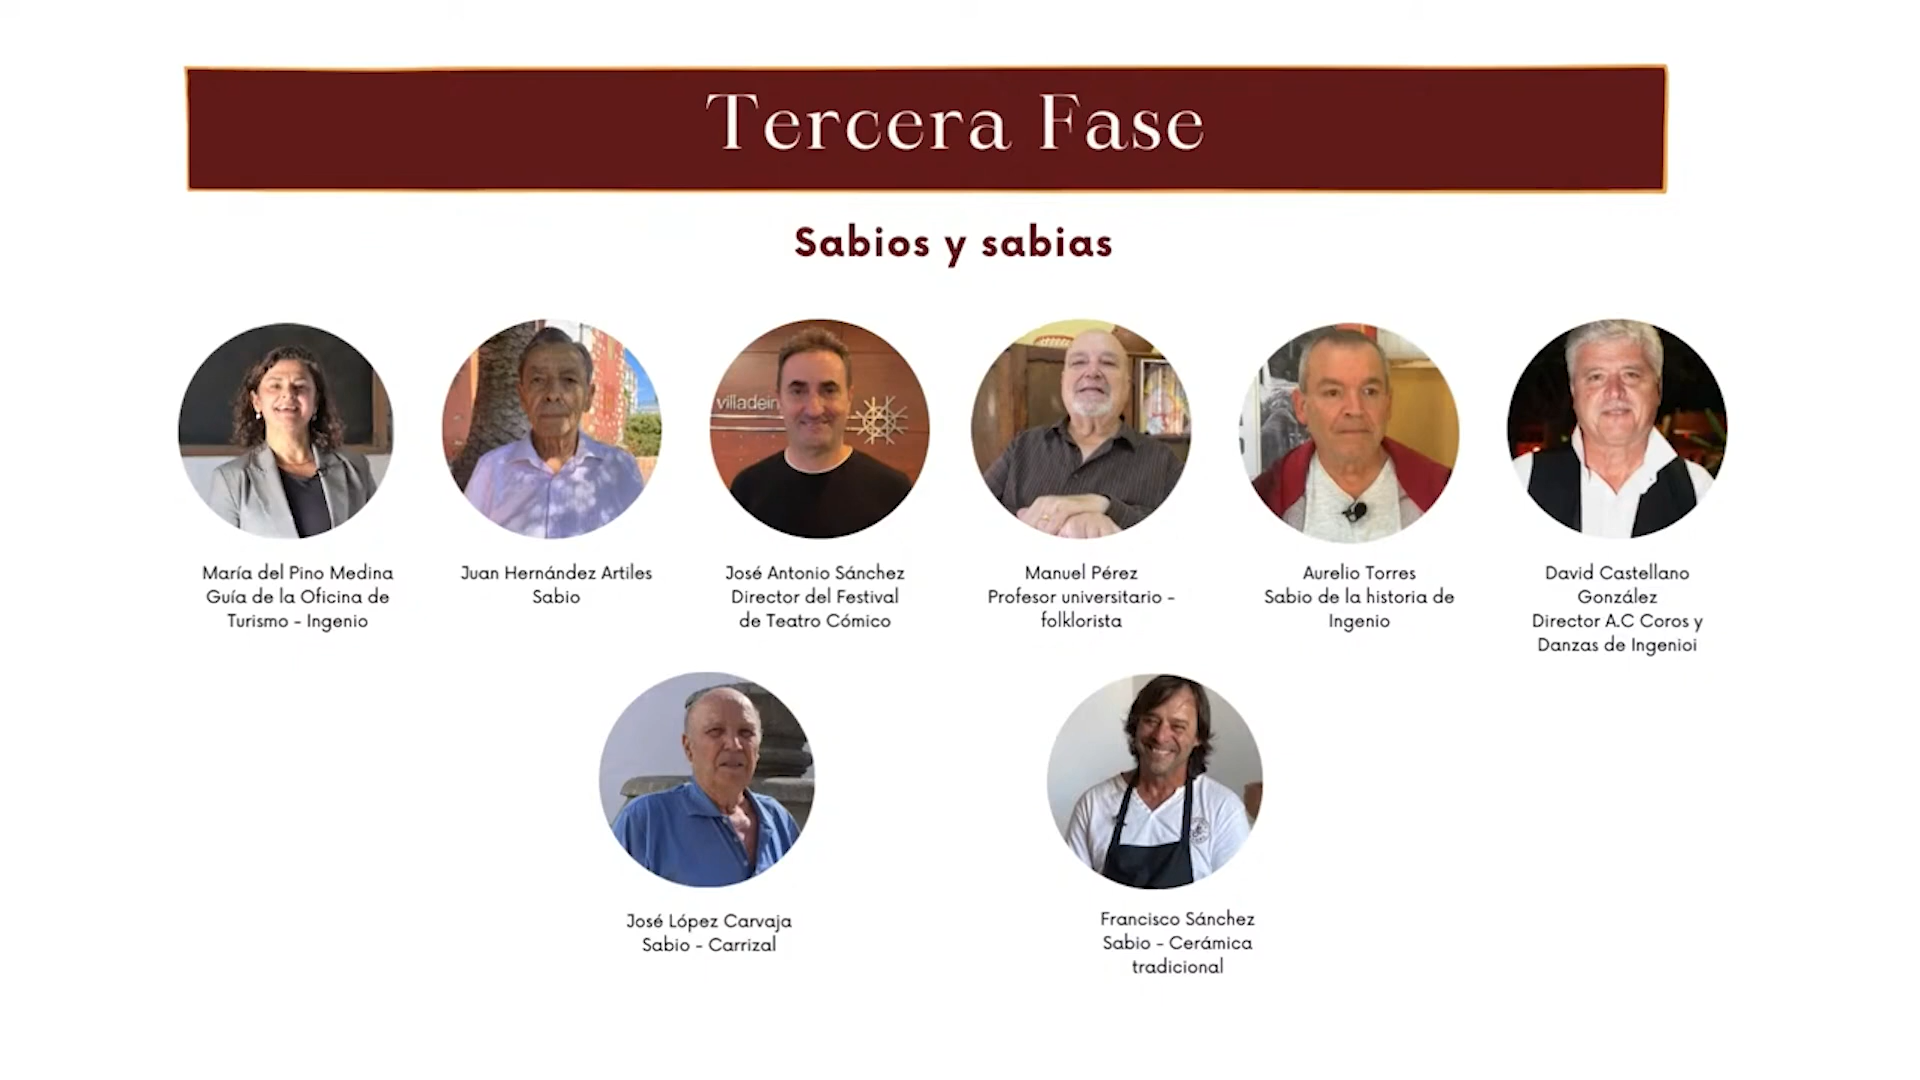 Tercera Fase
Sabios y sabias
villadein
María del Pino Medina
Guía de la Oficina de
Turismo - Ingenio
Juan Hernández Artiles
Sabio
José Antonio Sánchez
Director del Festival
de Teatro Cómico
Manuel Pérez
Profesor universitario -
folklorista
Aurelio Torres
Sabio de la historia de
Ingenio
David Castellano
González
Director A.C Coros y
Danzas de Ingenioi
José López Carvaja
Sabio - Carrizal
Francisco Sánchez
Sabio - Cerámica
tradicional